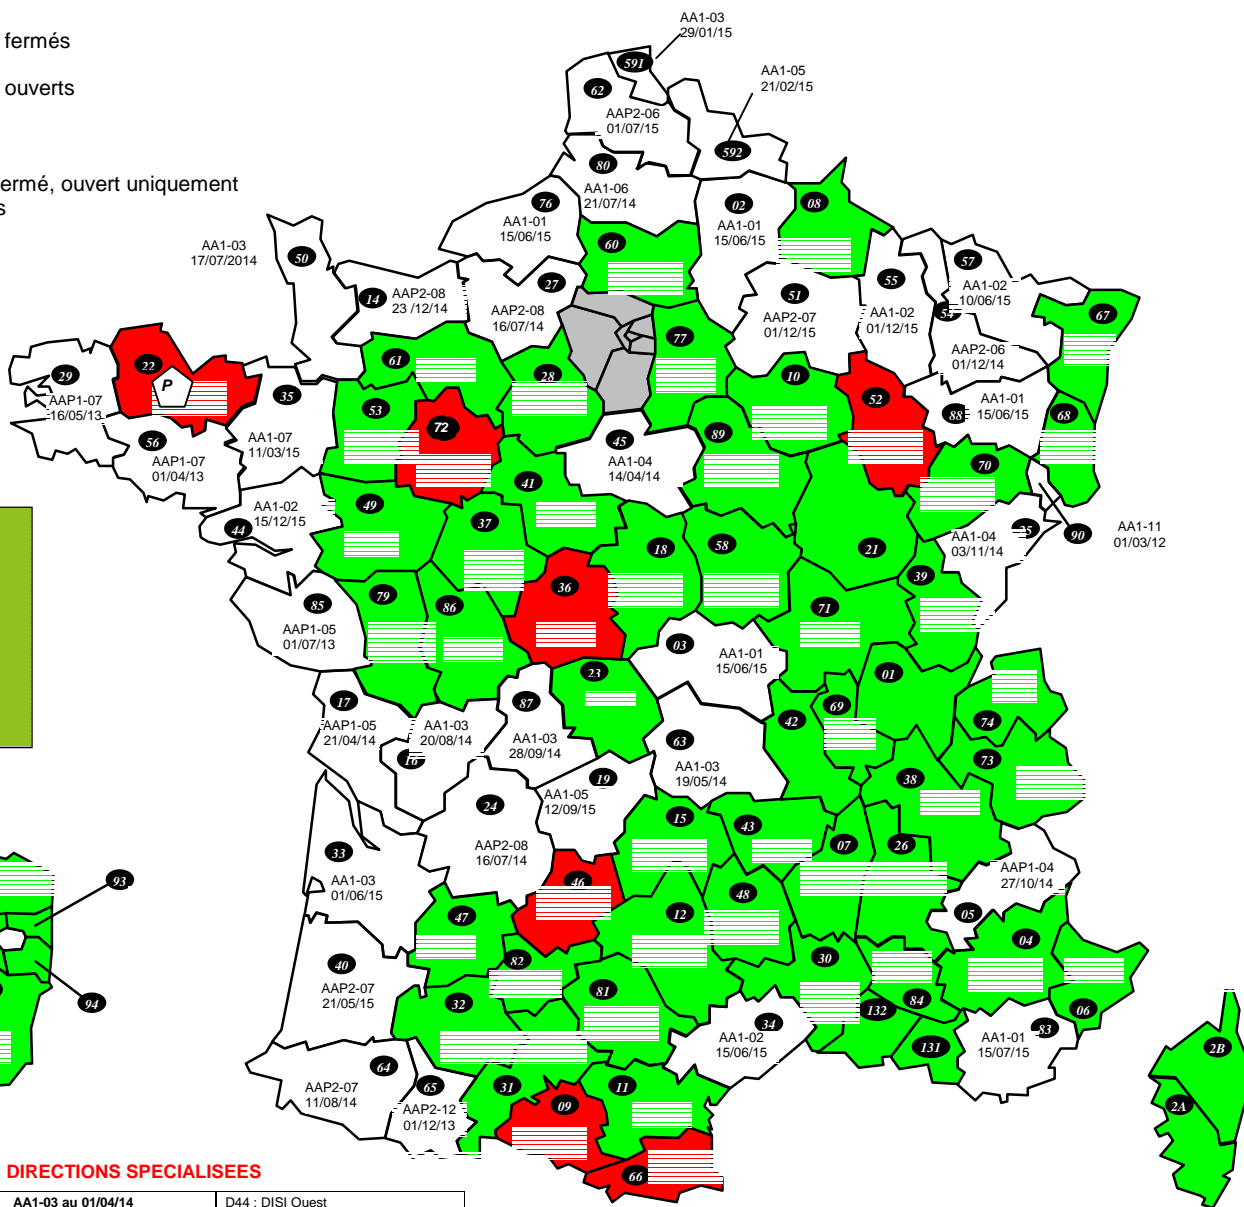 fermés
ouverts
ermé, ouvert uniquement
s
AA1-03
29/01/15
591
AA1-05
21/02/15
62
AAP2-06
01/07/15
592
80
AA1-06
21/07/14
76
AA1-01
15/06/15
02
AA1-01
15/06/15
08
60
AA1-03
17/07/2014
50
14
AAP2-08
23 /12/14
27
AAP2-08
16/07/14
51
AAP2-07
01/12/15
55
AA1-02
01/12/15
57
AA1-02
10/06/15
54
AAP2-06
01/12/14
67
77
61
28
10
52
88
AA1-01
15/06/15
68
29
AAP1-07
16/05/13
22
P
35
AA1-07
11/03/15
53
72
56
AAP1-07
01/04/13
45
AA1-04
14/04/14
89
70
41
44
AA1-02
15/12/15
49
37
18
58
21
25
AA1-04
03/11/14
90
AA1-11
01/03/12
39
85
AAP1-05
01/07/13
79
86
36
71
03
AA1-01
15/06/15
01
23
17
AAP1-05
21/04/14
16
AA1-03
20/08/14
87
AA1-03
28/09/14
63
AA1-03
19/05/14
42
69
74
73
38
19
AA1-05
12/09/15
24
AAP2-08
16/07/14
15
43
07
26
33
AA1-03
01/06/15
AAP1-04
27/10/14
05
46
48
12
47
04
93
94
40
AAP2-07
21/05/15
82
30
32
81
132
84
06
34
AA1-02
15/06/15
131
83
AA1-01
15/07/15
2B
2A
64
AAP2-07
11/08/14
65
AAP2-12
01/12/13
31
09
11
66
DIRECTIONS SPECIALISEES
AA1-03 au 01/04/14
D44 : DISI Ouest